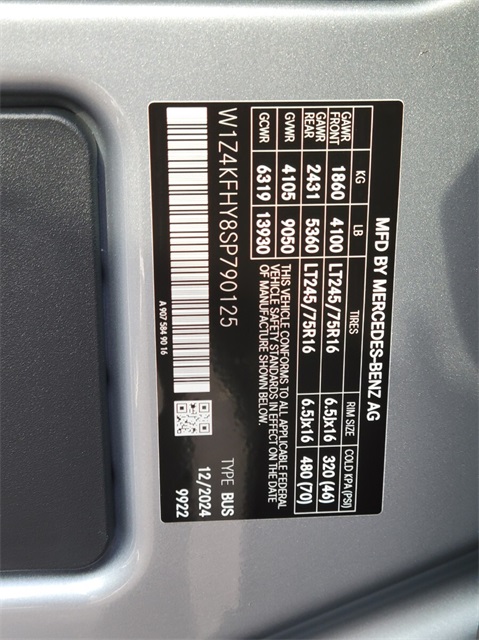 MFD BY MERCEDES-BENZ AG
KG LB TIRES RIM SIZE COLD KPA (PSI)
GAWR FRONT 1860 4100 LT245/75R16 6.5Jx16 320 (46)
GAWR REAR 2431 5360 LT245/75R16 6.5Jx16 480 (70)
GVWR 4105 9050
GCWR 6319 13930
THIS VEHICLE CONFORMS TO ALL APPLICABLE FEDERAL
VEHICLE SAFETY STANDARDS IN EFFECT ON THE DATE
OF MANUFACTURE SHOWN BELOW.
W1Z4KFHY8SP790125
TYPE BUS
12/2024
9922
A 907 584 90 16